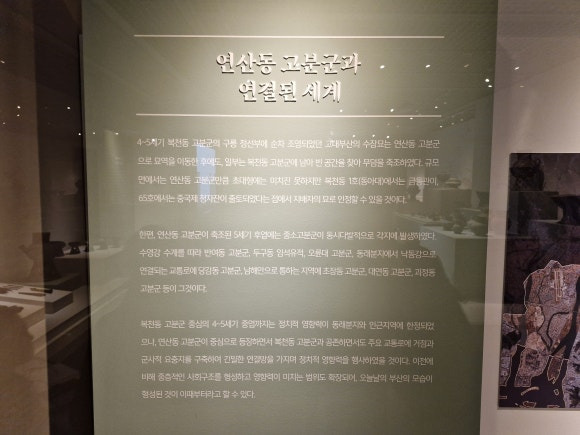 연산동 고분군과
연결된 세계
4~5세기 복천동 고분군의 구릉 정선부에 순차 조영되었던 고대부산의 수장묘는 연산동 고분군
으로 묘역을 이동한 후에도, 일부는 복천동 고분군에 남아 빈 공간을 찾아 무덤을 축조하였다. 규모
면에서는 연산동 고분군만큼 초대형에는 미치진 못하지만 복천동 1호(동아대)에서는 금동관이,
65호에서는 중국제 청자완이 출토되었다는 점에서 지배자의 묘로 인정할 수 있을 것이다.
한편, 연산동 고분군이 축조된 5세기 후엽에는 중소고분군이 동시다발적으로 각지에 발생하였다.
수영강 수계를 따라 반여동 고분군, 두구동 임석유적, 오륜대 고분군, 동래분지에서 낙동강으로
연결되는 교통로에 당감동 고분군, 남해안으로 통하는 지역에 조장등 고분군, 대연동 고분군, 괴정동
고분군 등이 그것이다.
복천동 고분군 중심의 4~5세기 중엽까지는 정치적 영향력이 동래분지와 인근지역에 한정되었
으나, 연산동 고분군이 중심으로 등장하면서 복천동 고분군과 공존하면서도 주요 교통로에 거점과
군사적 요충지를 구축하여 긴밀한 연결망을 가지며 정치적 영향력을 행사하였을 것이다. 이전에
비해 중층적인 사회구조를 형성하고 영향력이 미치는 범위도 확장되어, 오늘날의 부산의 모습이
형성된 것이 이때부터라고 할 수 있다.